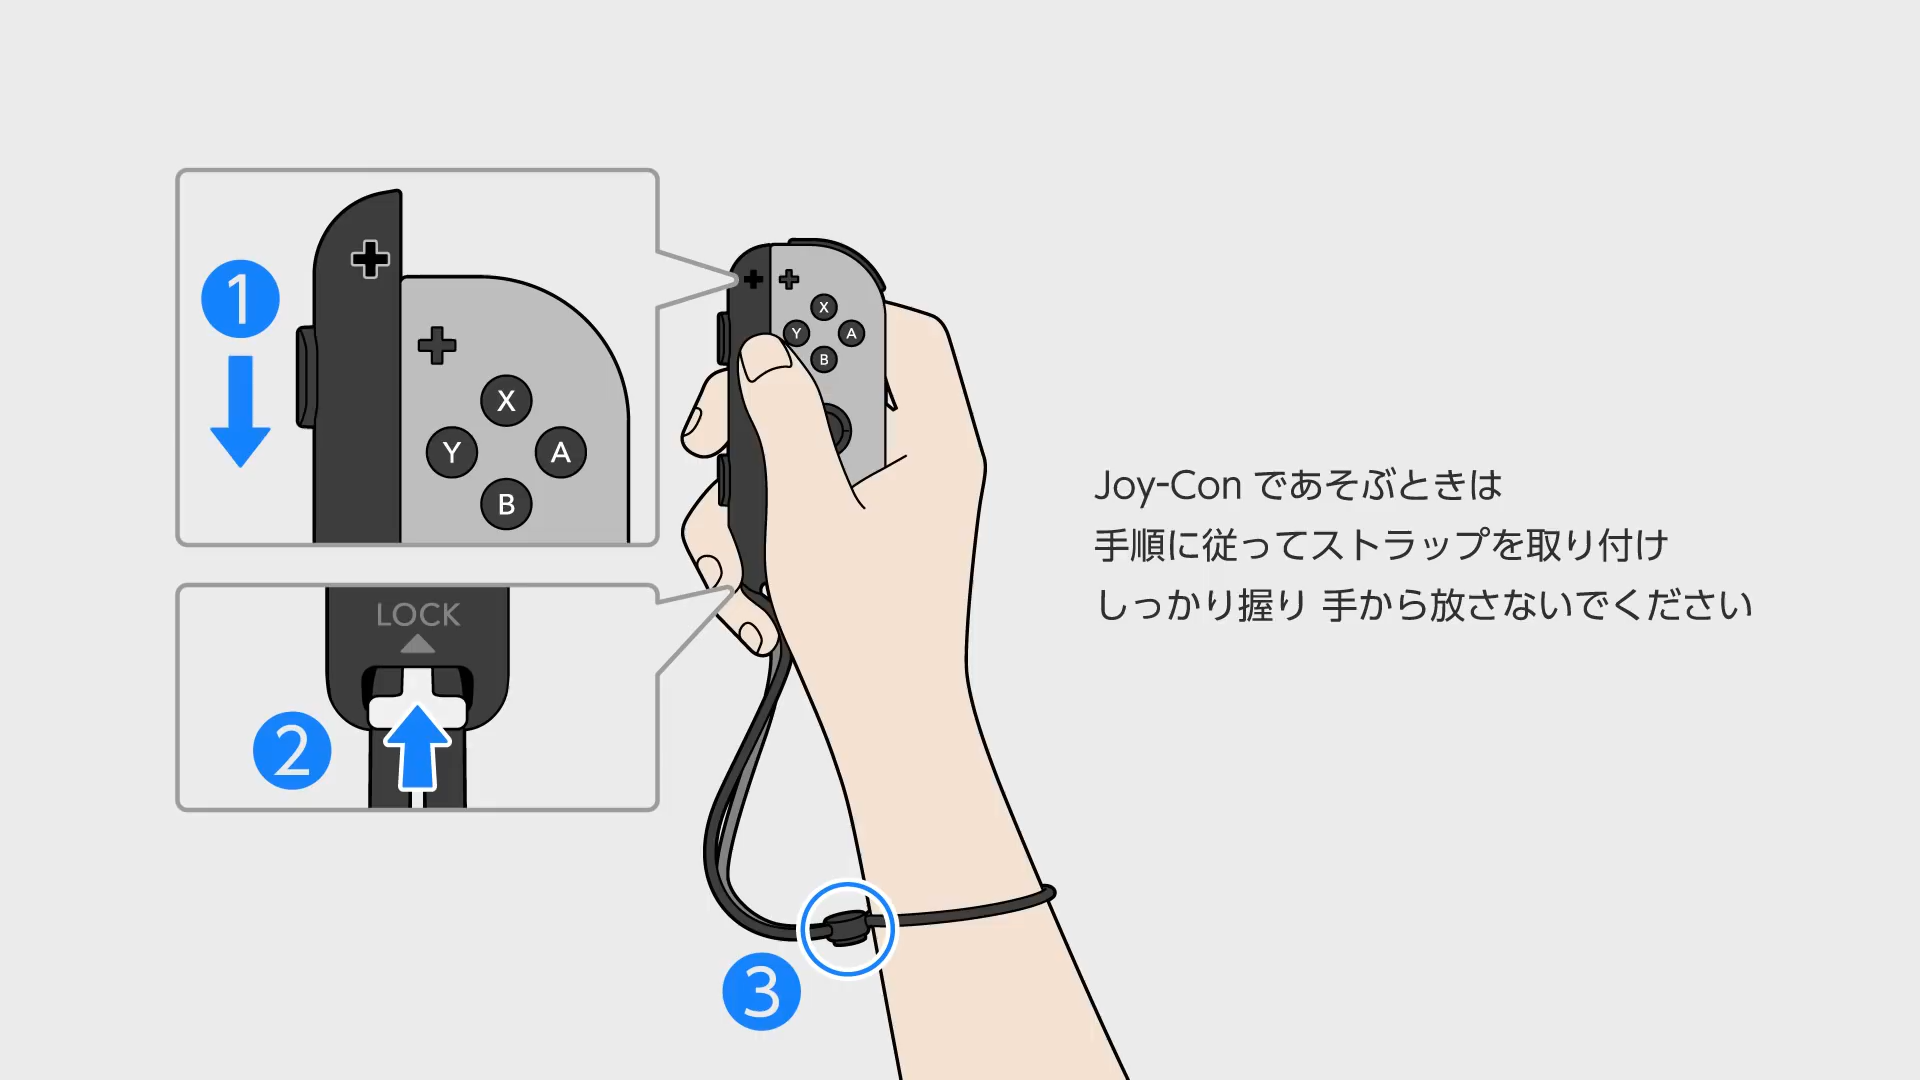 1
X
Y
A
B
LOCK
2
X
Y
A
B
3
Joy-Con であそぶときは
手順に従ってストラップを取り付け
しっかり握り 手から放さないでください